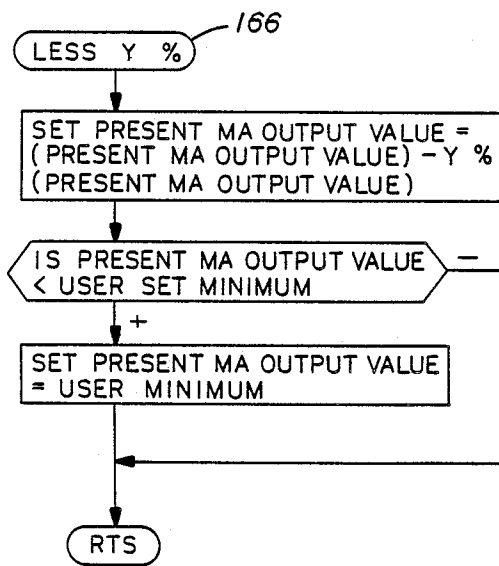 166
LESS Y %
SET PRESENT MA OUTPUT VALUE =
(PRESENT MA OUTPUT VALUE) - Y %
(PRESENT MA OUTPUT VALUE)
IS PRESENT MA OUTPUT VALUE
< USER SET MINIMUM
-
+
SET PRESENT MA OUTPUT VALUE
= USER MINIMUM
RTS